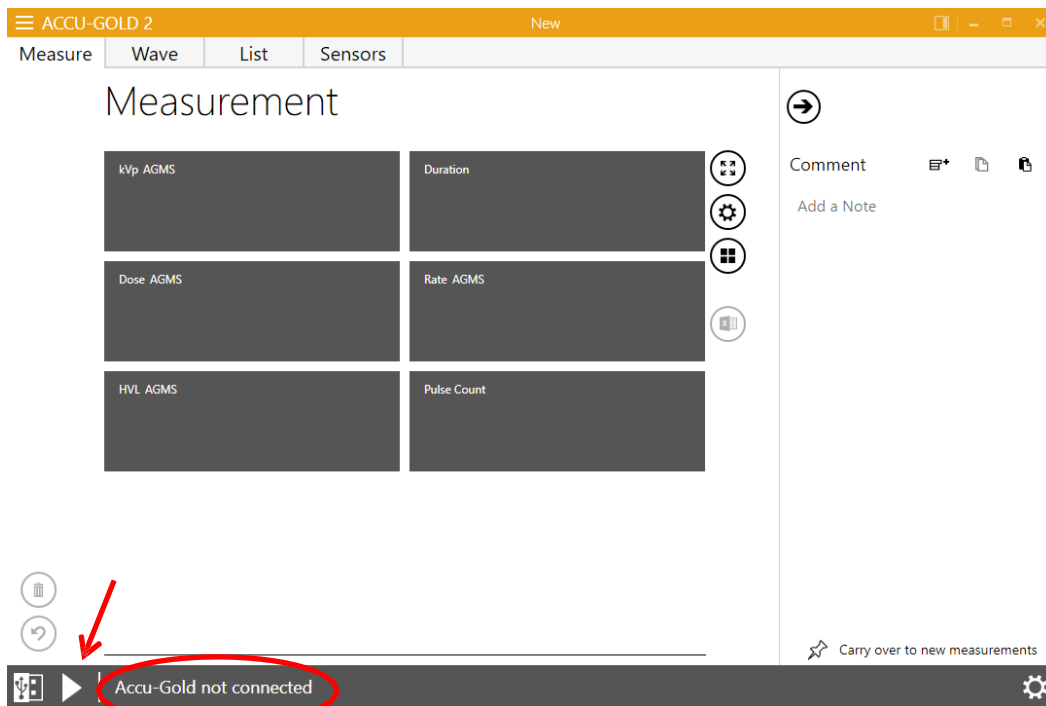 ACCU-GOLD 2
New
Measure
Wave
List
Sensors
Measurement
kVp AGMS
Duration
Dose AGMS
Rate AGMS
HVL AGMS
Pulse Count
Comment
Add a Note
Carry over to new measurements
Accu-Gold not connected